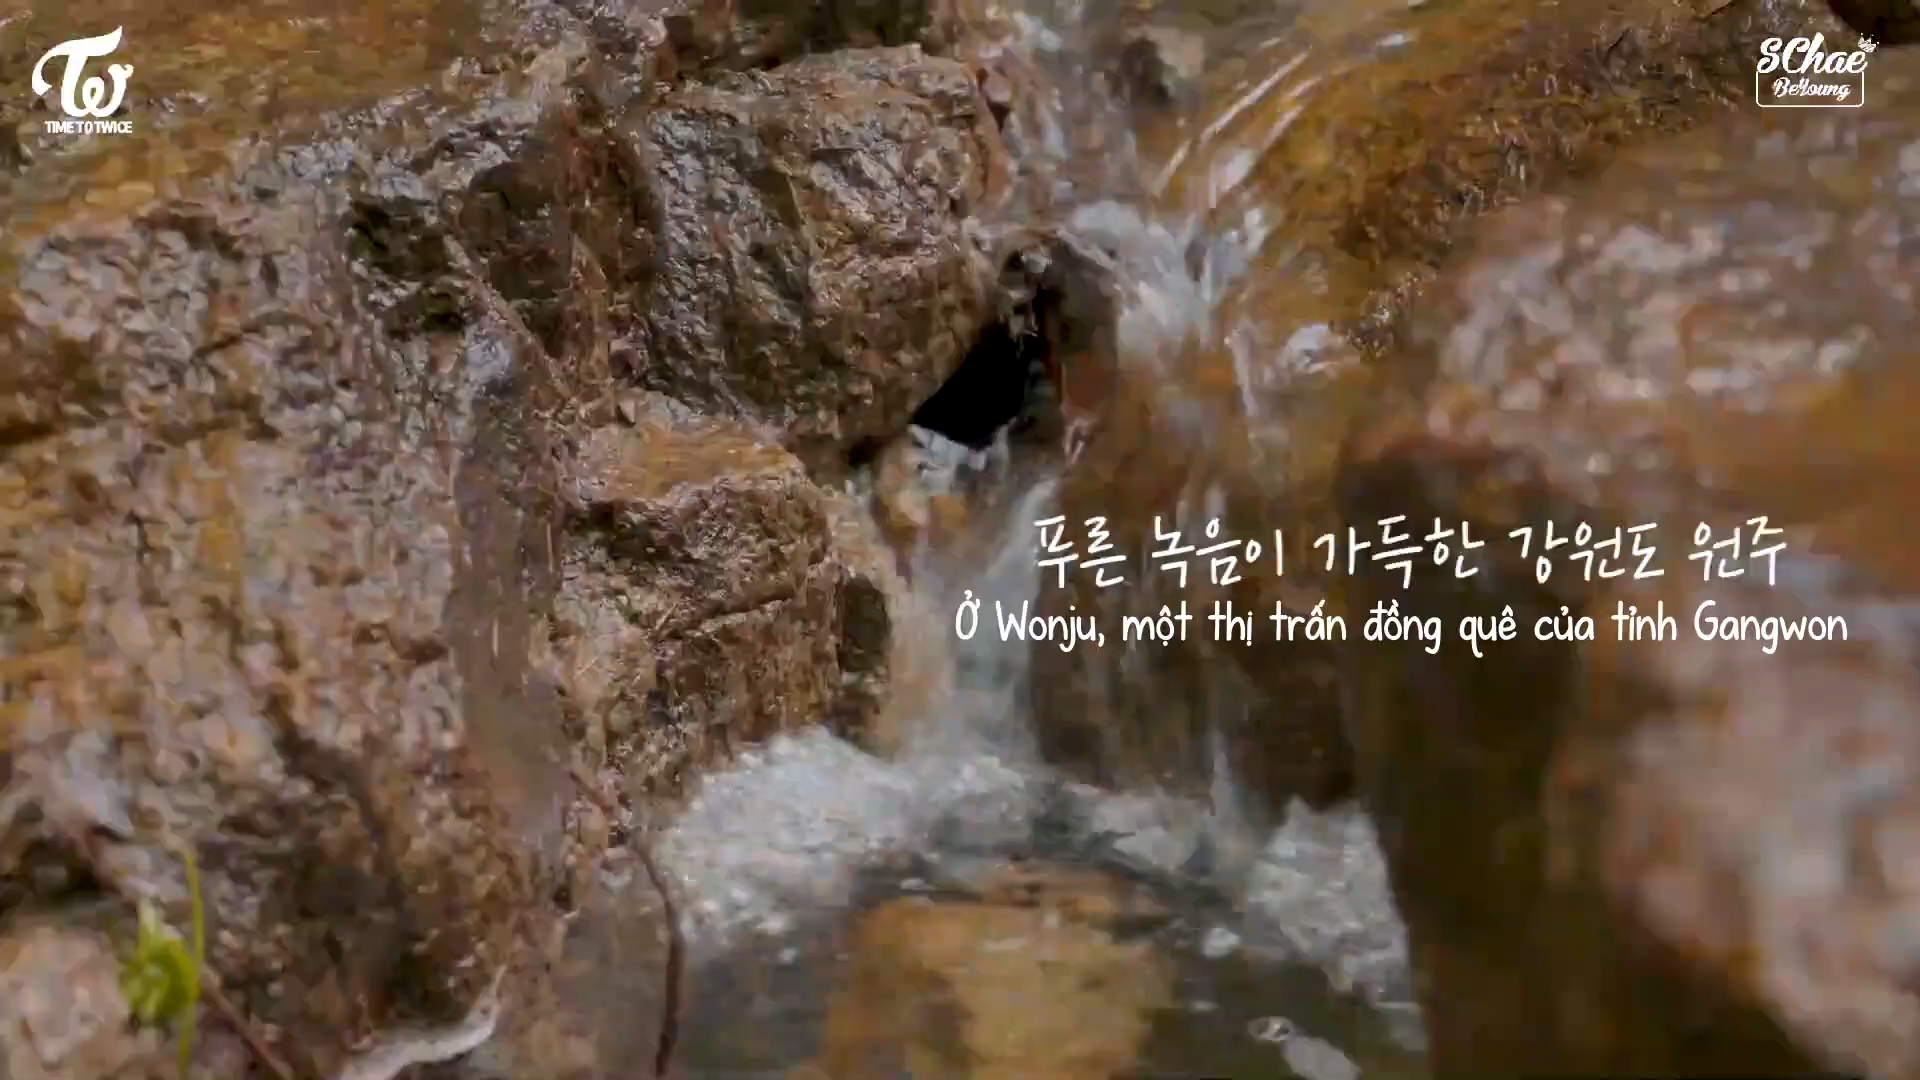 TW
TIME TO TWICE
SChae
BeYoung
푸른 녹음이 가득한 강원도 원주
Ở Wonju, một thị trấn đồng quê của tỉnh Gangwon